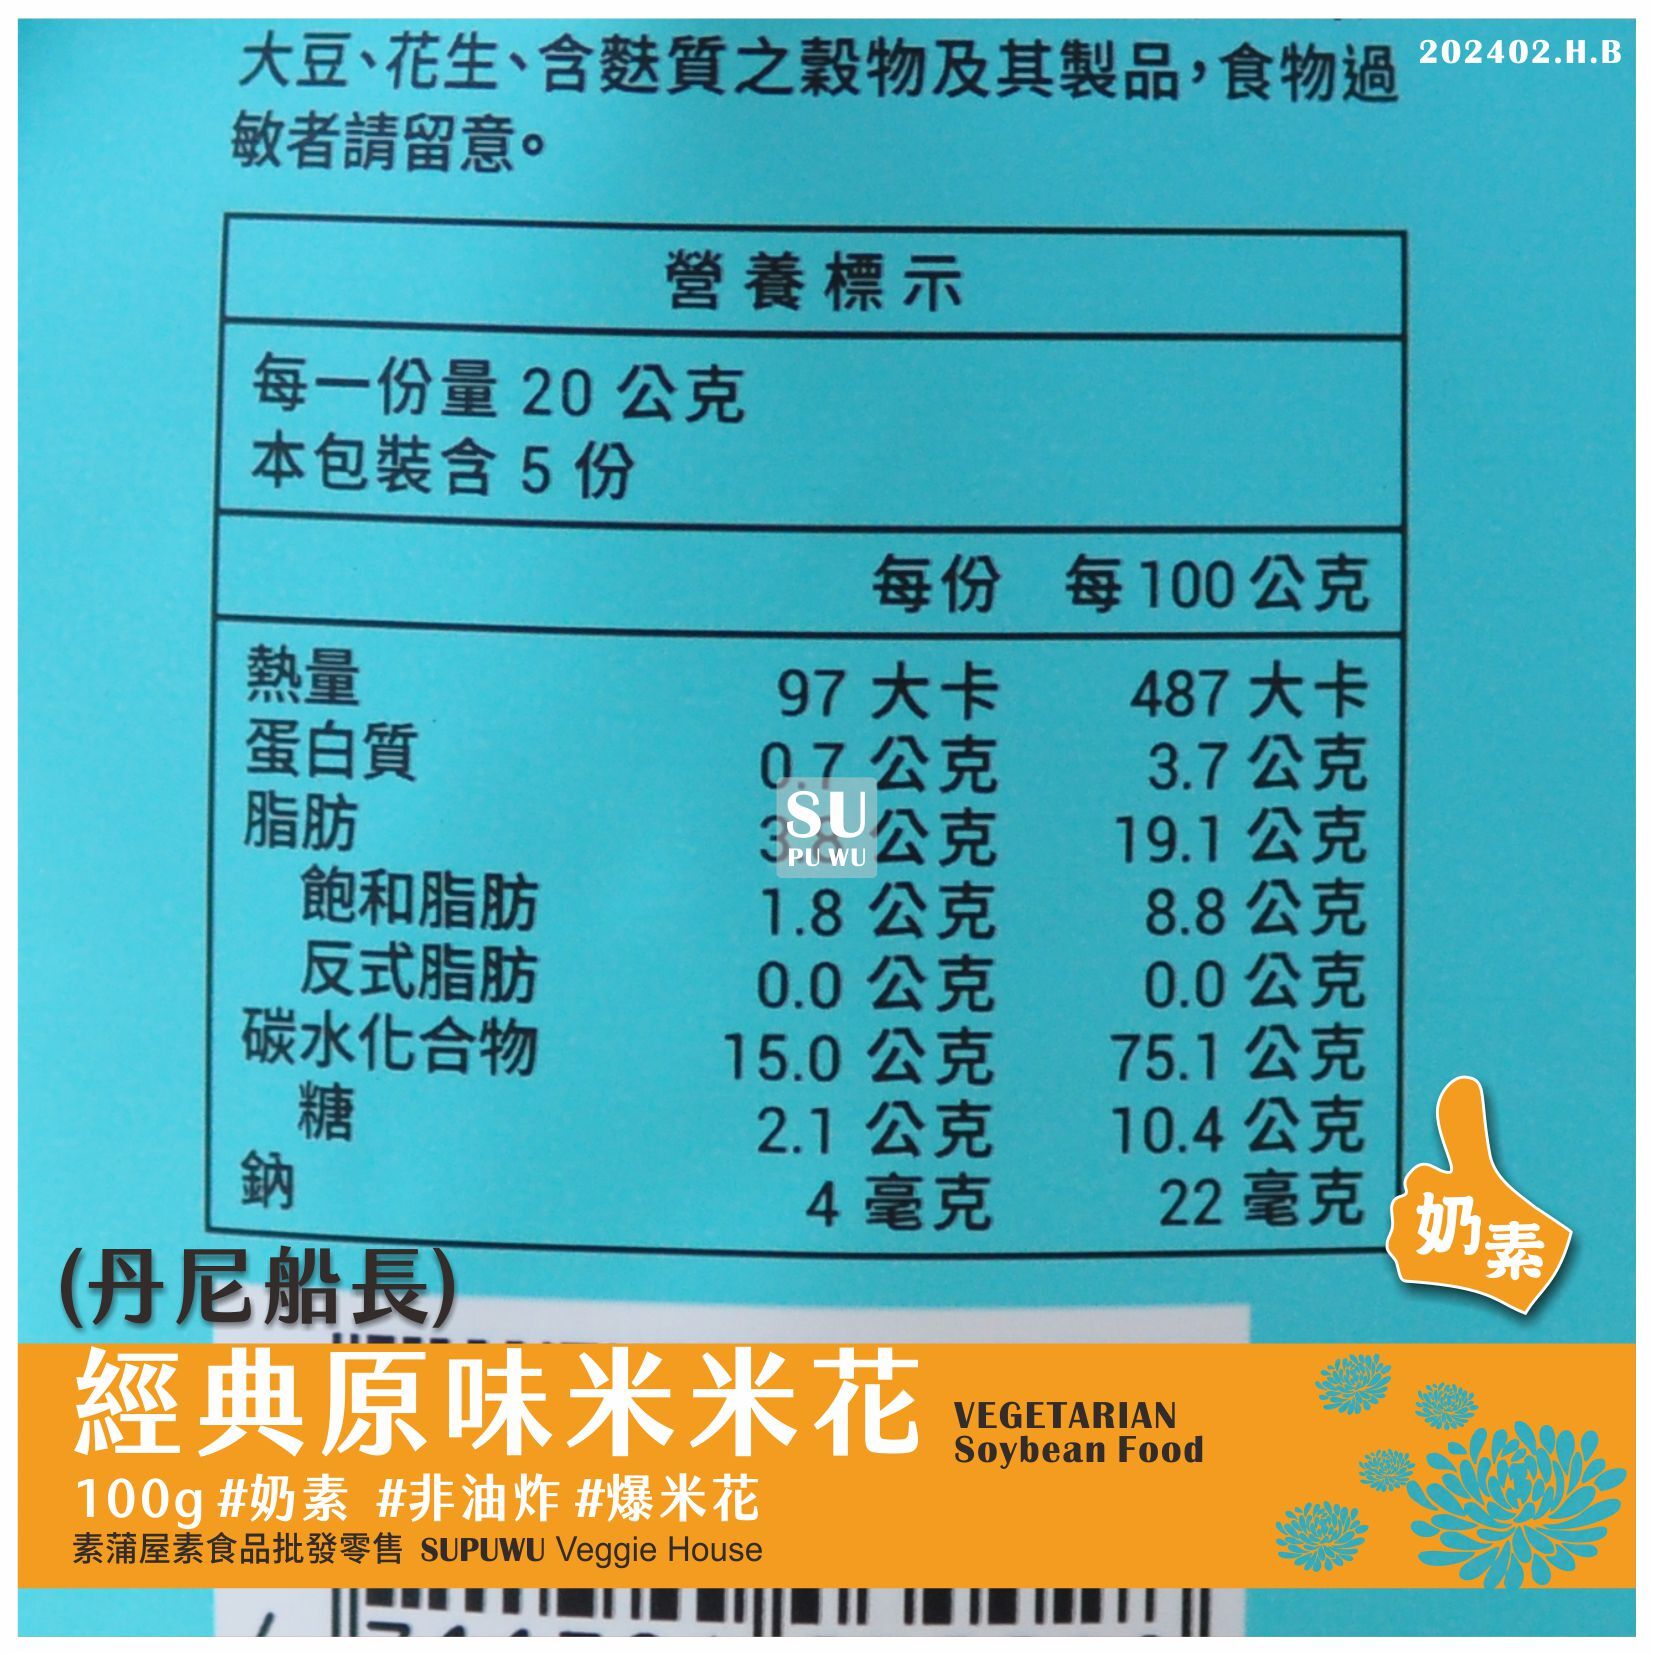 大豆、花生、含麩質之穀物及其製品，食物過
敏者請留意。
202402.H.B
營養標示
每一份量 20 公克
本包裝含 5 份
每份 每100公克
熱量 97 大卡 487 大卡
蛋白質 0.7 公克 3.7 公克
脂肪 3.8 公克 19.1 公克
飽和脂肪 1.8 公克 8.8 公克
反式脂肪 0.0 公克 0.0 公克
碳水化合物 15.0 公克 75.1 公克
糖 2.1 公克 10.4 公克
鈉 4 毫克 22 毫克
SU
PU WU
奶素
(丹尼船長)
經典原味米米花
VEGETARIAN
Soybean Food
100g #奶素 #非油炸 #爆米花
素蒲屋素食品批發零售 SUPUWU Veggie House